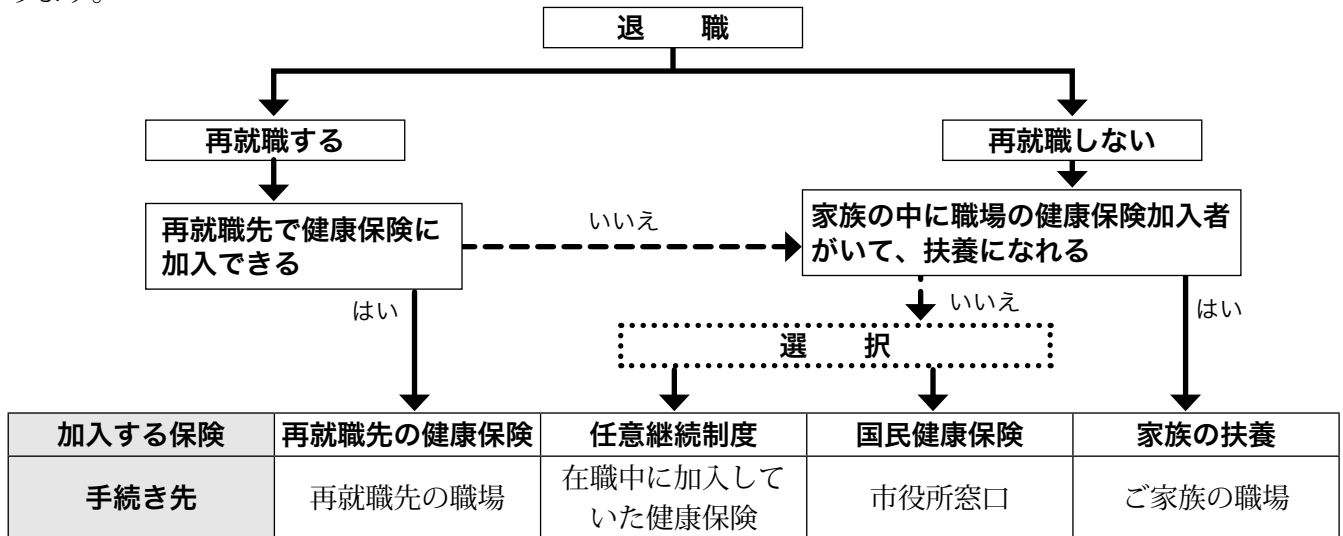 ります。
退　職
再就職する
再就職しない
再就職先で健康保険に
加入できる
いいえ
家族の中に職場の健康保険加入者
がいて、扶養になれる
はい
いいえ
はい
選　択
加入する保険 再就職先の健康保険 任意継続制度 国民健康保険 家族の扶養
手続き先 再就職先の職場 在職中に加入して
いた健康保険 市役所窓口 ご家族の職場